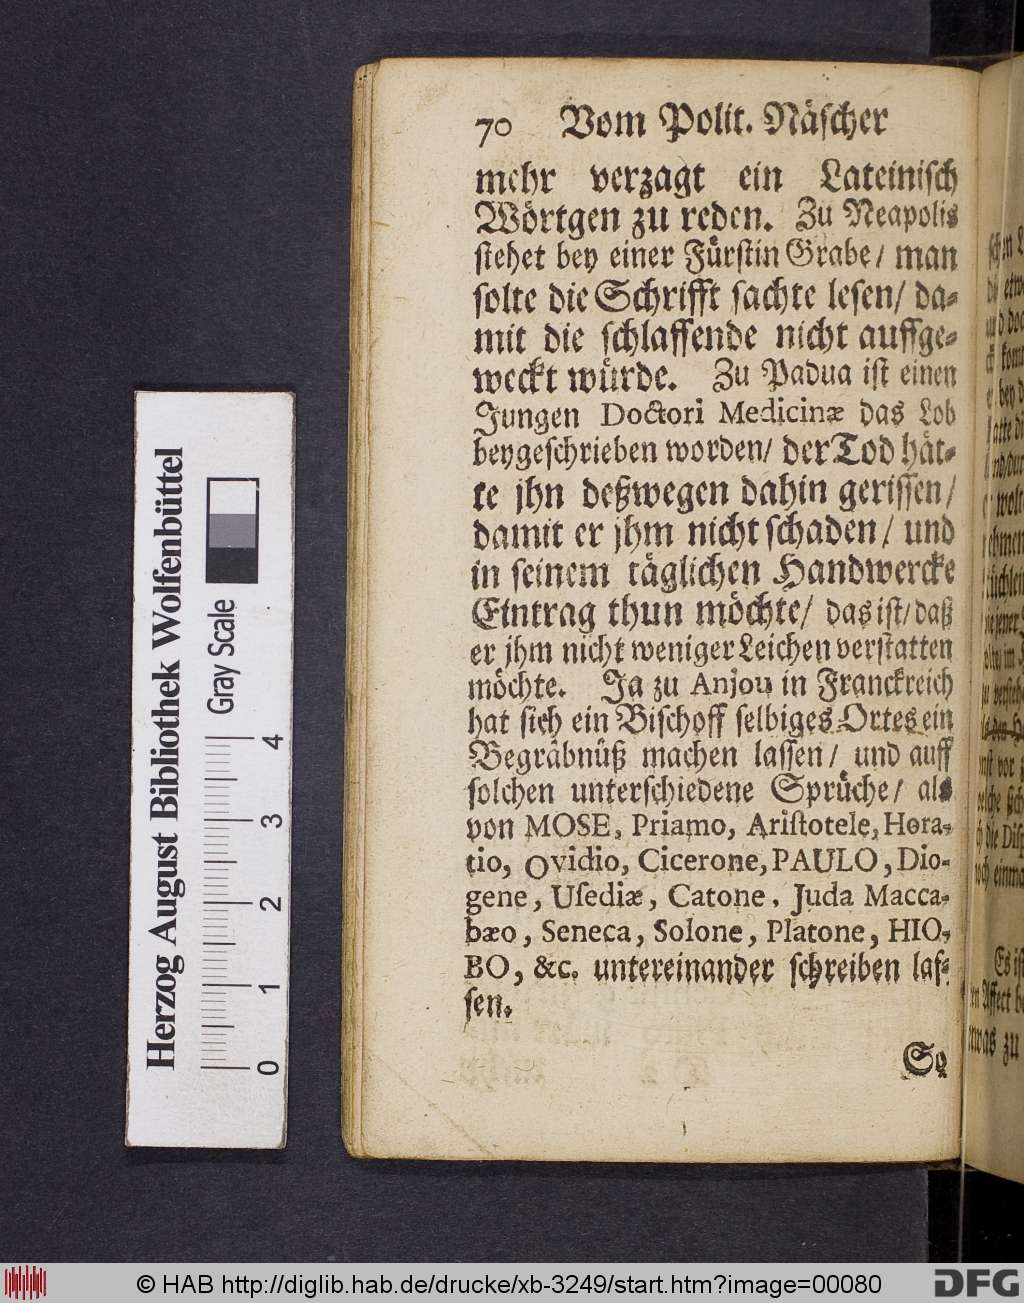 70 Vom Polit. Näſcher
mehr verzagt ein Lateiniſch
Wörtgen zu reden. Zu Neapolis
ſtehet bey einer Fürſtin Grabe/ man
ſolte die Schrifft ſachte leſen/ da-
mit die ſchlaffende nicht auffge-
weckt würde. Zu Padua iſt einen
Jungen Doctori Medicinæ das Lob
beygeſchrieben worden/ der Tod hät-
te jhn deßwegen dahin geriſſen/
damit er jhm nicht ſchaden/ und
in ſeinem täglichen Handwercke
Eintrag thun möchte/ das iſt/ daß
er jhm nicht weniger Leichen verſtatten
möchte. Ja zu Anjou in Franckreich
hat ſich ein Biſchoff ſelbiges Ortes ein
Begräbnüß machen laſſen/ und auff
ſolchen unterſchiedene Sprüche/ als
von MOSE, Priamo, Ariſtotele, Hora-
tio, Ovidio, Cicerone, PAULO, Dio-
gene, Uſediæ, Catone, Juda Macca-
bæo, Seneca, Solone, Platone, HIO-
BO, &c. untereinander ſchreiben laſ-
ſen.
So
Herzog August Bibliothek Wolfenbüttel
Gray Scale
0 1 2 3 4
© HAB http://diglib.hab.de/drucke/xb-3249/start.htm?image=00080
DFG